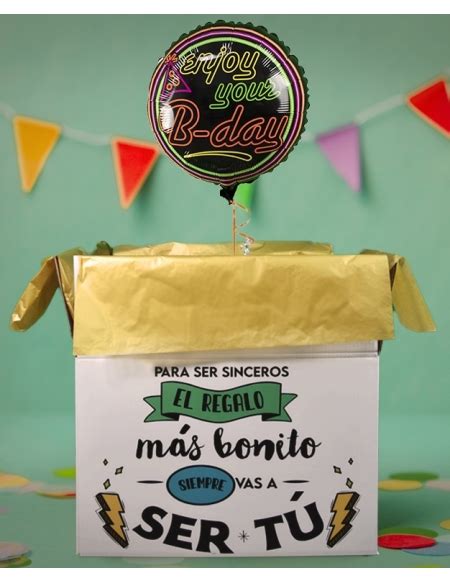 Enjoy
your
B-day
PARA SER SINCEROS
EL REGALO
más bonito
SIEMPRE VAS A
SER TÚ